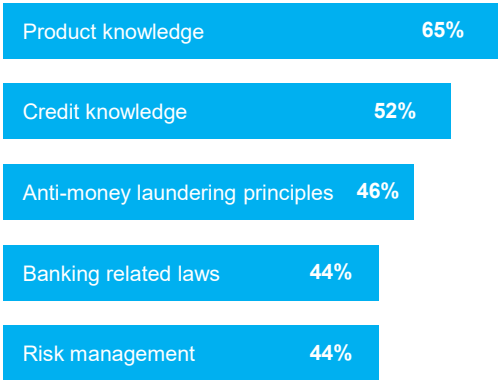 Product knowledge 65%
Credit knowledge 52%
Anti-money laundering principles 46%
Banking related laws 44%
Risk management 44%